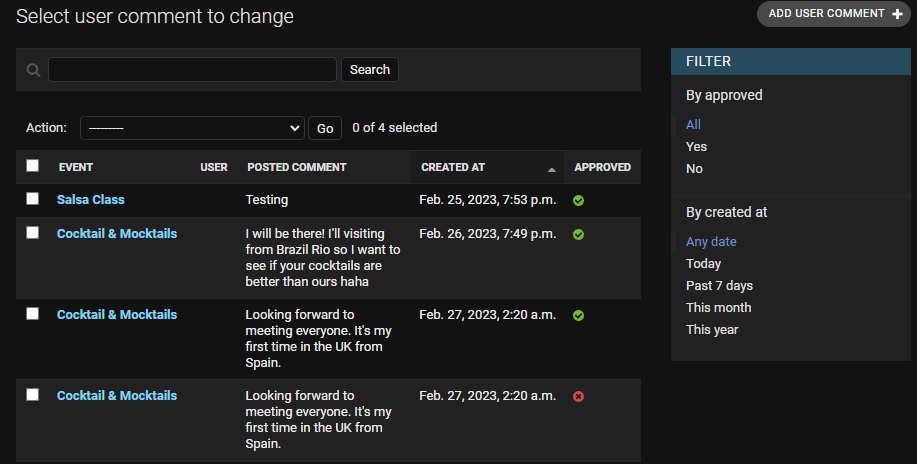 Select user comment to change
ADD USER COMMENT +
Search
Action: --------- Go 0 of 4 selected
EVENT USER POSTED COMMENT CREATED AT APPROVED
Salsa Class Testing Feb. 25, 2023, 7:53 p.m.
Cocktail & Mocktails I will be there! I'll visiting Feb. 26, 2023, 7:49 p.m.
from Brazil Rio so I want to
see if your cocktails are
better than ours haha
Cocktail & Mocktails Looking forward to Feb. 27, 2023, 2:20 a.m.
meeting everyone. It's my
first time in the UK from
Spain.
Cocktail & Mocktails Looking forward to Feb. 27, 2023, 2:20 a.m.
meeting everyone. It's my
first time in the UK from
Spain.
FILTER
By approved
All
Yes
No
By created at
Any date
Today
Past 7 days
This month
This year